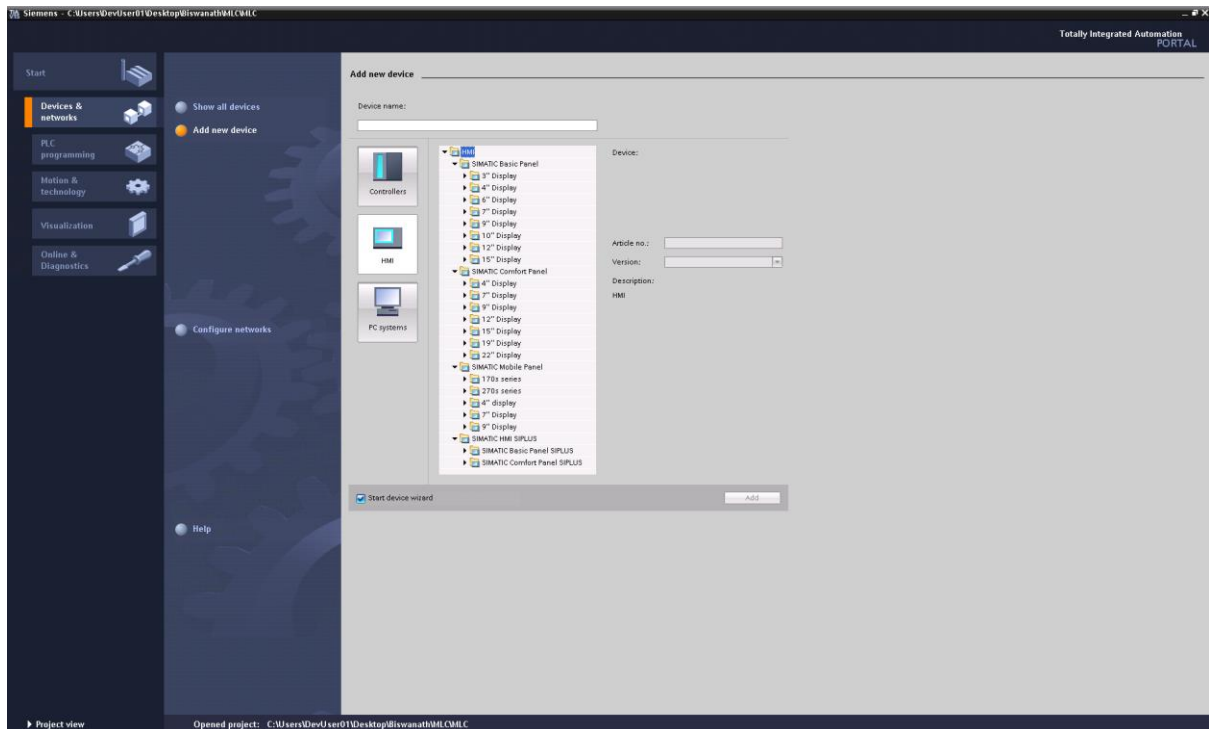 Siemens - C:\Users\DevUser01\Desktop\Biswanath\MLC\MLC
Totally Integrated Automation
PORTAL
Start
Devices &
networks
PLC
programming
Motion &
technology
Visualization
Online &
Diagnostics
Show all devices
Add new device
Configure networks
Help
Add new device
Device name:
Controllers
HMI
PC systems
HMI
SIMATIC Basic Panel
3" Display
4" Display
6" Display
7" Display
9" Display
10" Display
12" Display
15" Display
SIMATIC Comfort Panel
4" Display
7" Display
9" Display
12" Display
15" Display
19" Display
22" Display
SIMATIC Mobile Panel
170s series
270s series
4" display
7" Display
9" Display
SIMATIC HMI SIPLUS
SIMATIC Basic Panel SIPLUS
SIMATIC Comfort Panel SIPLUS
Device:
Article no.:
Version:
Description:
HMI
Start device wizard
Add
Project view
Opened project: C:\Users\DevUser01\Desktop\Biswanath\MLC\MLC